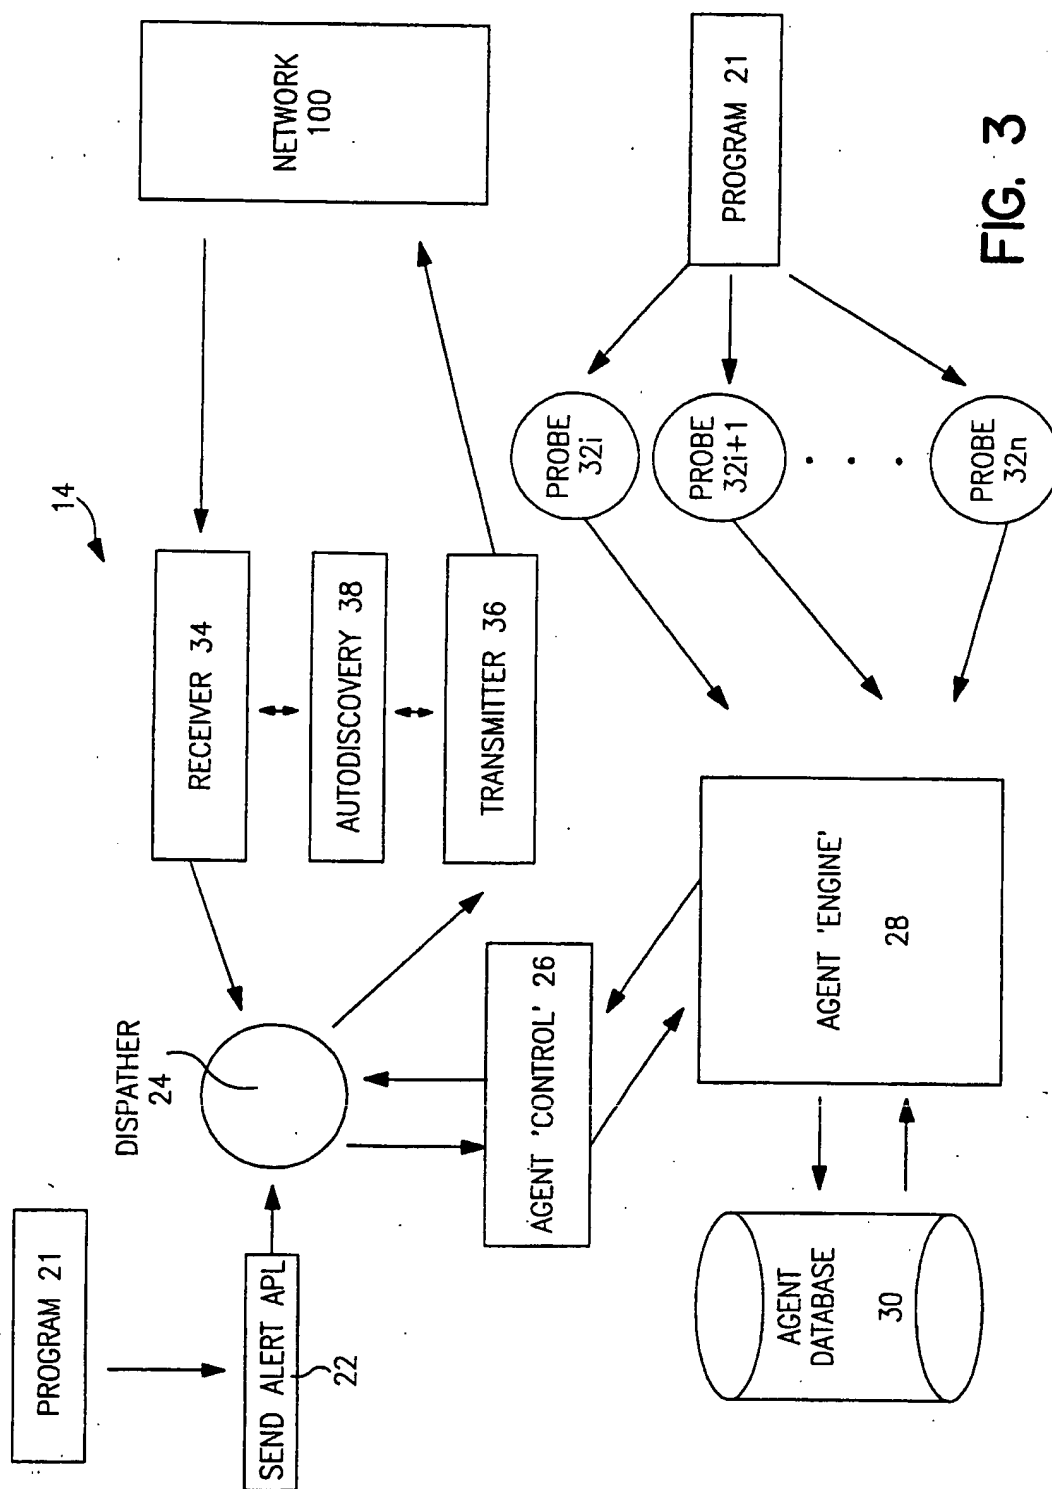 PROGRAM 21
SEND ALERT APL
22
DISPATHER
24
14
RECEIVER 34
AUTODISCOVERY 38
TRANSMITTER 36
NETWORK
100
AGENT 'CONTROL' 26
AGENT
DATABASE
30
AGENT 'ENGINE'
28
PROBE
32i
PROBE
32i+1
PROBE
32n
PROGRAM 21
FIG. 3